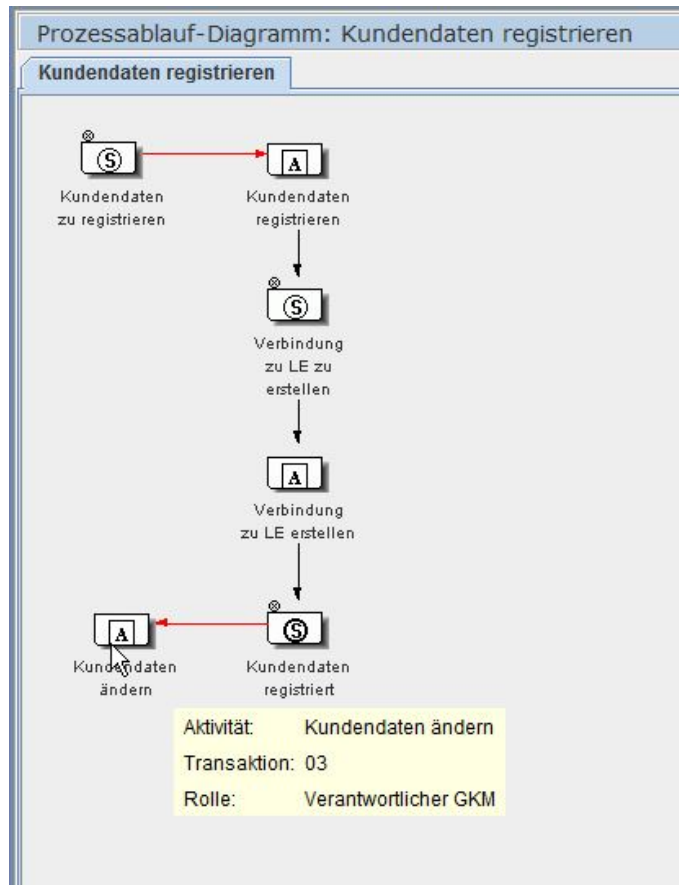 Prozessablauf-Diagramm: Kundendaten registrieren
Kundendaten registrieren
S
A
Kundendaten
zu registrieren
Kundendaten
registrieren
S
Verbindung
zu LE zu
erstellen
A
Verbindung
zu LE erstellen
A
S
Kundendaten
ändern
Kundendaten
registriert
Aktivität: Kundendaten ändern
Transaktion: 03
Rolle: Verantwortlicher GKM